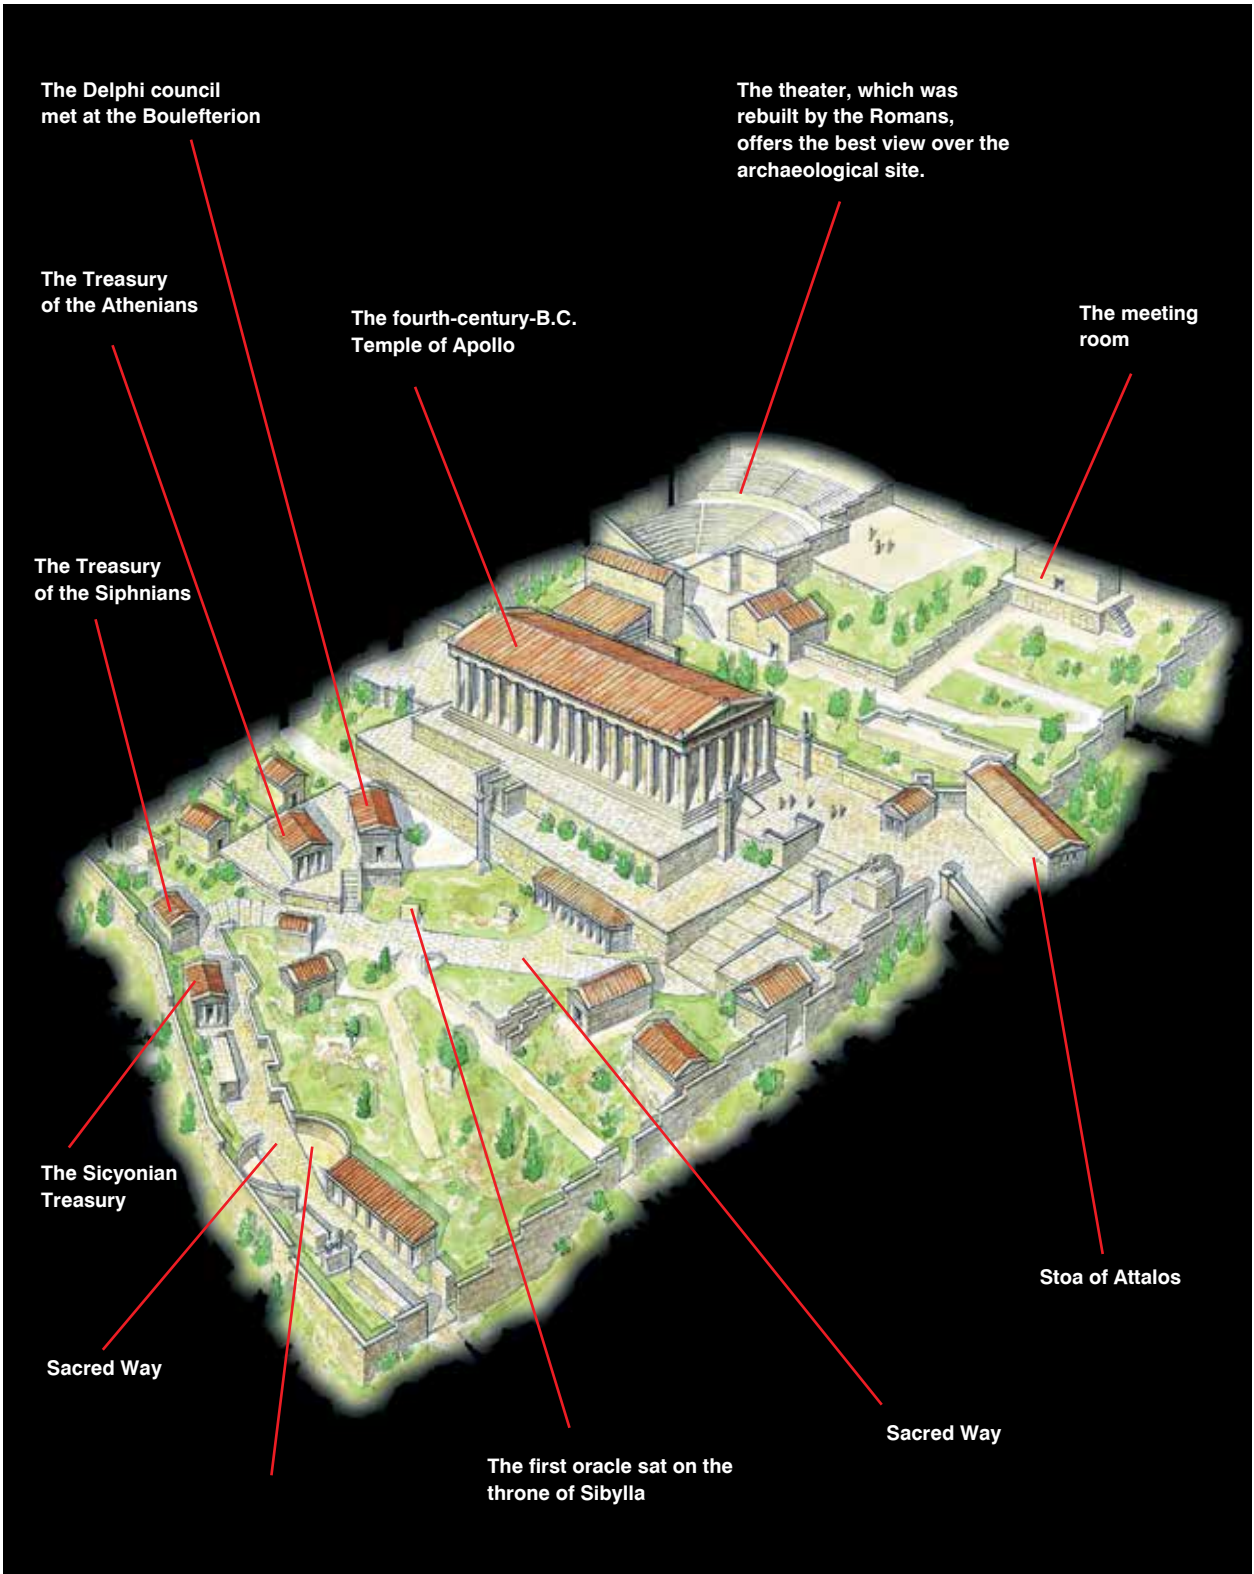 The Delphi council
met at the Boulefterion
The theater, which was
rebuilt by the Romans,
offers the best view over the
archaeological site.
The Treasury
of the Athenians
The fourth-century-B.C.
Temple of Apollo
The meeting
room
The Treasury
of the Siphnians
The Sicyonian
Treasury
Stoa of Attalos
Sacred Way
Sacred Way
The first oracle sat on the
throne of Sibylla